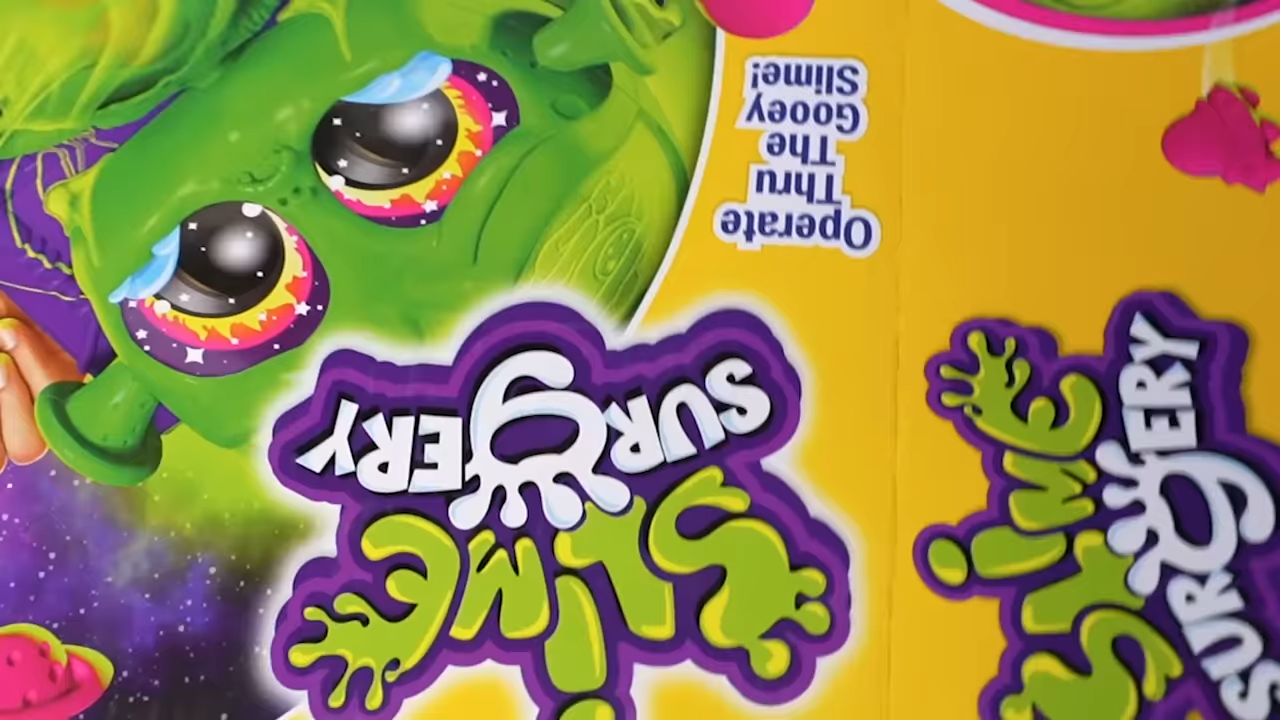 SLiME
SURgERY
Operate
Thru
The
Gooey
Slime!
SLiME
SURgERY